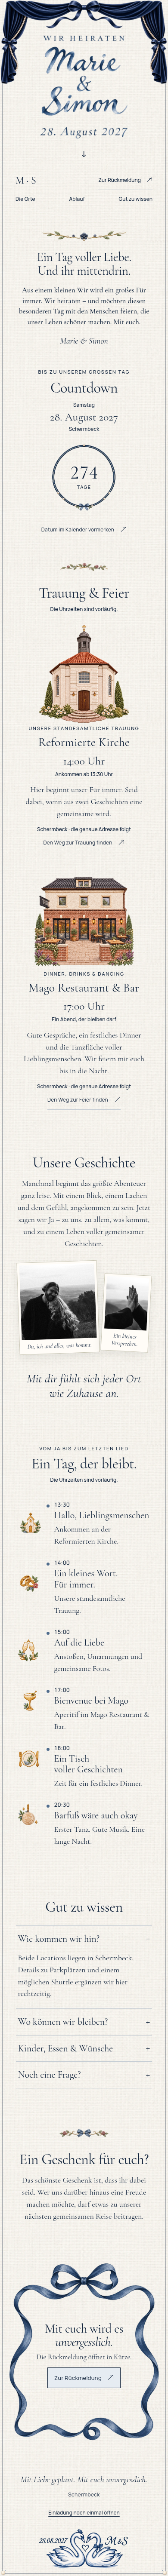 WIR HEIRATEN
Marie
&
Simon
28. August 2027
↓
M · S
Zur Rückmeldung ↗
Die Orte
Ablauf
Gut zu wissen
Ein Tag voller Liebe.
Und ihr mittendrin.
Aus einem kleinen Wir wird ein großes Für
immer. Wir heiraten – und möchten diesen
besonderen Tag mit den Menschen feiern, die
unser Leben schöner machen. Mit euch.
Marie & Simon
BIS ZU UNSEREM GROSSEN TAG
Countdown
Samstag
28. August 2027
Schermbeck
274
TAGE
Datum im Kalender vormerken ↗
Trauung & Feier
Die Uhrzeiten sind vorläufig.
UNSERE STANDESAMTLICHE TRAUUNG
Reformierte Kirche
14:00 Uhr
Ankommen ab 13:30 Uhr
Hier beginnt unser Für immer. Seid
dabei, wenn aus zwei Geschichten eine
gemeinsame wird.
Schermbeck · die genaue Adresse folgt
Den Weg zur Trauung finden ↗
DINNER, DRINKS & DANCING
Mago Restaurant & Bar
17:00 Uhr
Ein Abend, der bleiben darf
Gute Gespräche, ein festliches Dinner
und die Tanzfläche voller
Lieblingsmenschen. Wir feiern mit euch
bis in die Nacht.
Schermbeck · die genaue Adresse folgt
Den Weg zur Feier finden ↗
Unsere Geschichte
Manchmal beginnt das größte Abenteuer
ganz leise. Mit einem Blick, einem Lachen
und dem Gefühl, angekommen zu sein. Jetzt
sagen wir Ja – zu uns, zu allem, was kommt,
und zu einem Leben voller gemeinsamer
Geschichten.
Du, ich und alles, was kommt.
Ein kleines
Versprechen.
Mit dir fühlt sich jeder Ort
wie Zuhause an.
VOM JA BIS ZUM LETZTEN LIED
Ein Tag, der bleibt.
Die Uhrzeiten sind vorläufig.
13:30
Hallo, Lieblingsmenschen
Ankommen an der
Reformierten Kirche.
14:00
Ein kleines Wort.
Für immer.
Unsere standesamtliche
Trauung.
15:00
Auf die Liebe
Anstoßen, Umarmungen und
gemeinsame Fotos.
17:00
Bienvenue bei Mago
Aperitif im Mago Restaurant &
Bar.
18:00
Ein Tisch
voller Geschichten
Zeit für ein festliches Dinner.
20:30
Barfuß wäre auch okay
Erster Tanz. Gute Musik. Eine
lange Nacht.
Gut zu wissen
Wie kommen wir hin? −
Beide Locations liegen in Schermbeck.
Details zu Parkplätzen und einem
möglichen Shuttle ergänzen wir hier
rechtzeitig.
Wo können wir bleiben? +
Kinder, Essen & Wünsche +
Noch eine Frage? +
Ein Geschenk für euch?
Das schönste Geschenk ist, dass ihr dabei
seid. Wer uns darüber hinaus eine Freude
machen möchte, darf etwas zu unserer
nächsten gemeinsamen Reise beitragen.
Mit euch wird es
unvergesslich.
Die Rückmeldung öffnet in Kürze.
Zur Rückmeldung ↗
Mit Liebe geplant. Mit euch unvergesslich.
Schermbeck
Einladung noch einmal öffnen
28.08.2027 M&S